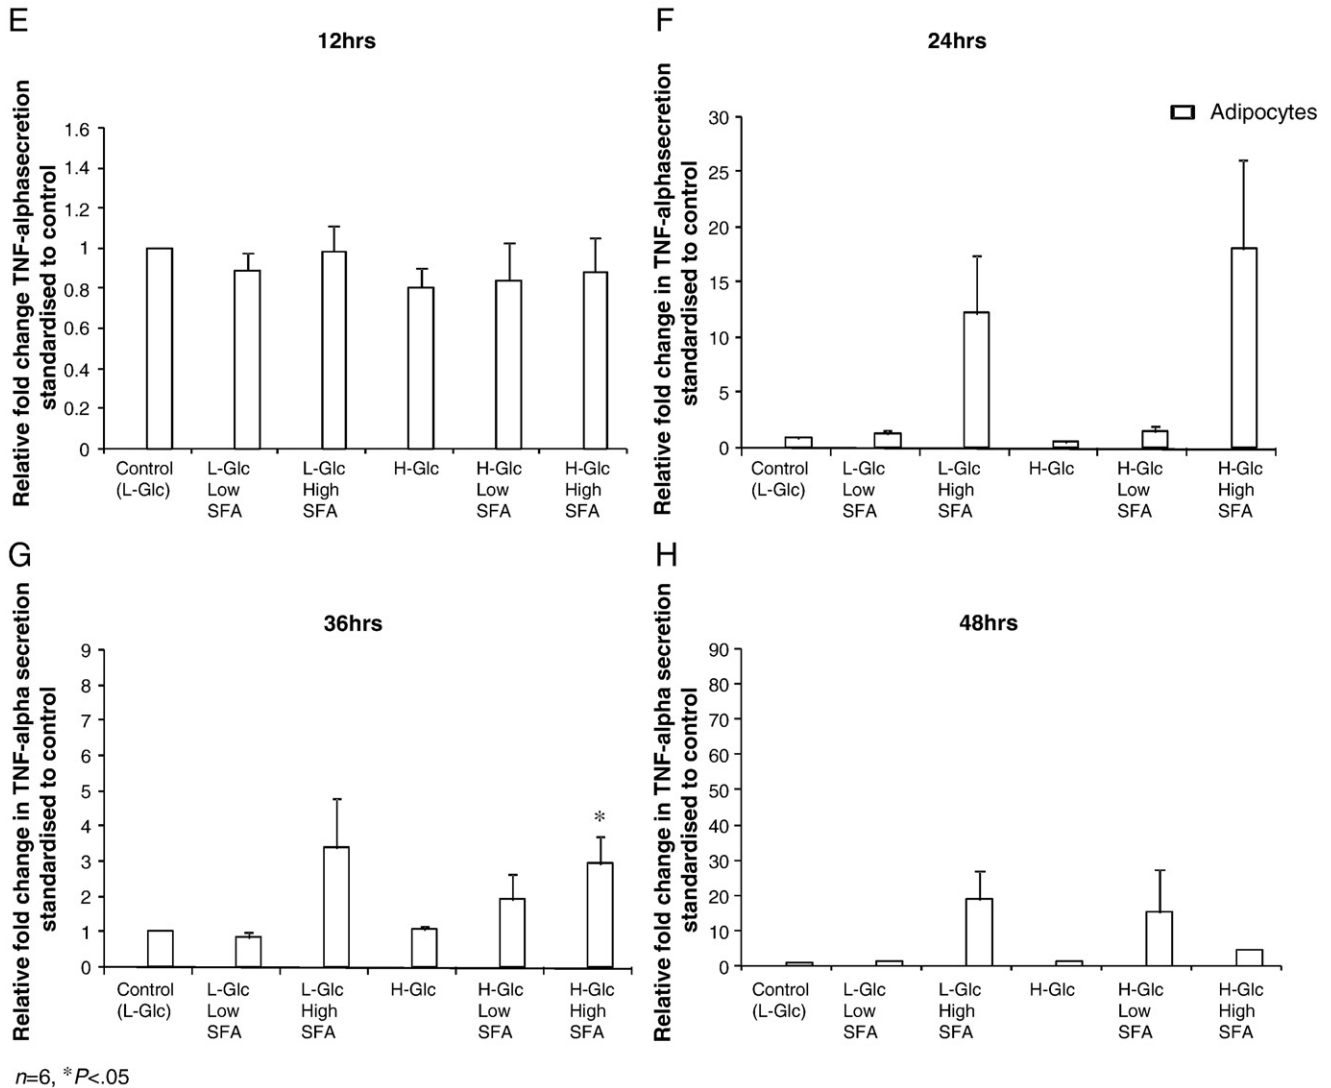 E
12hrs
Relative fold change TNF-alphasecretion
standardised to control
1.6
1.4
1.2
1
0.8
0.6
0.4
0.2
0
Control
(L-Glc)
L-Glc
Low
SFA
L-Glc
High
SFA
H-Glc
H-Glc
Low
SFA
H-Glc
High
SFA
F
24hrs
Adipocytes
Relative fold change in TNF-alphasecretion
standardised to control
30
25
20
15
10
5
0
Control
(L-Glc)
L-Glc
Low
SFA
L-Glc
High
SFA
H-Glc
H-Glc
Low
SFA
H-Glc
High
SFA
G
36hrs
Relative fold change in TNF-alpha secretion
standardised to control
9
8
7
6
5
4
3
2
1
0
*
Control
(L-Glc)
L-Glc
Low
SFA
L-Glc
High
SFA
H-Glc
H-Glc
Low
SFA
H-Glc
High
SFA
H
48hrs
Relative fold change in TNF-alpha secretion
standardised to control
90
80
70
60
50
40
30
20
10
0
Control
(L-Glc)
L-Glc
Low
SFA
L-Glc
High
SFA
H-Glc
H-Glc
Low
SFA
H-Glc
High
SFA
n=6, *P<.05